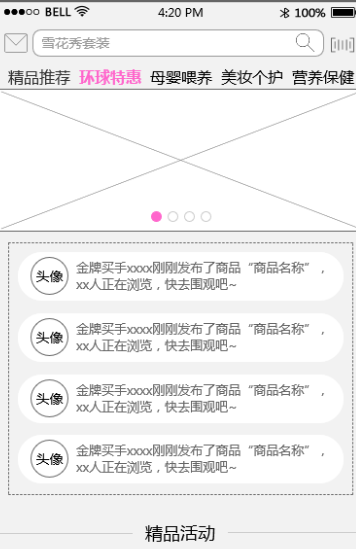 BELL 4:20 PM 100%
雪花秀套装
精品推荐 环球特惠 母婴喂养 美妆个护 营养保健
头像
金牌买手xxxx刚刚发布了商品“商品名称”，
xx人正在浏览，快去围观吧~
头像
金牌买手xxxx刚刚发布了商品“商品名称”，
xx人正在浏览，快去围观吧~
头像
金牌买手xxxx刚刚发布了商品“商品名称”，
xx人正在浏览，快去围观吧~
头像
金牌买手xxxx刚刚发布了商品“商品名称”，
xx人正在浏览，快去围观吧~
精品活动